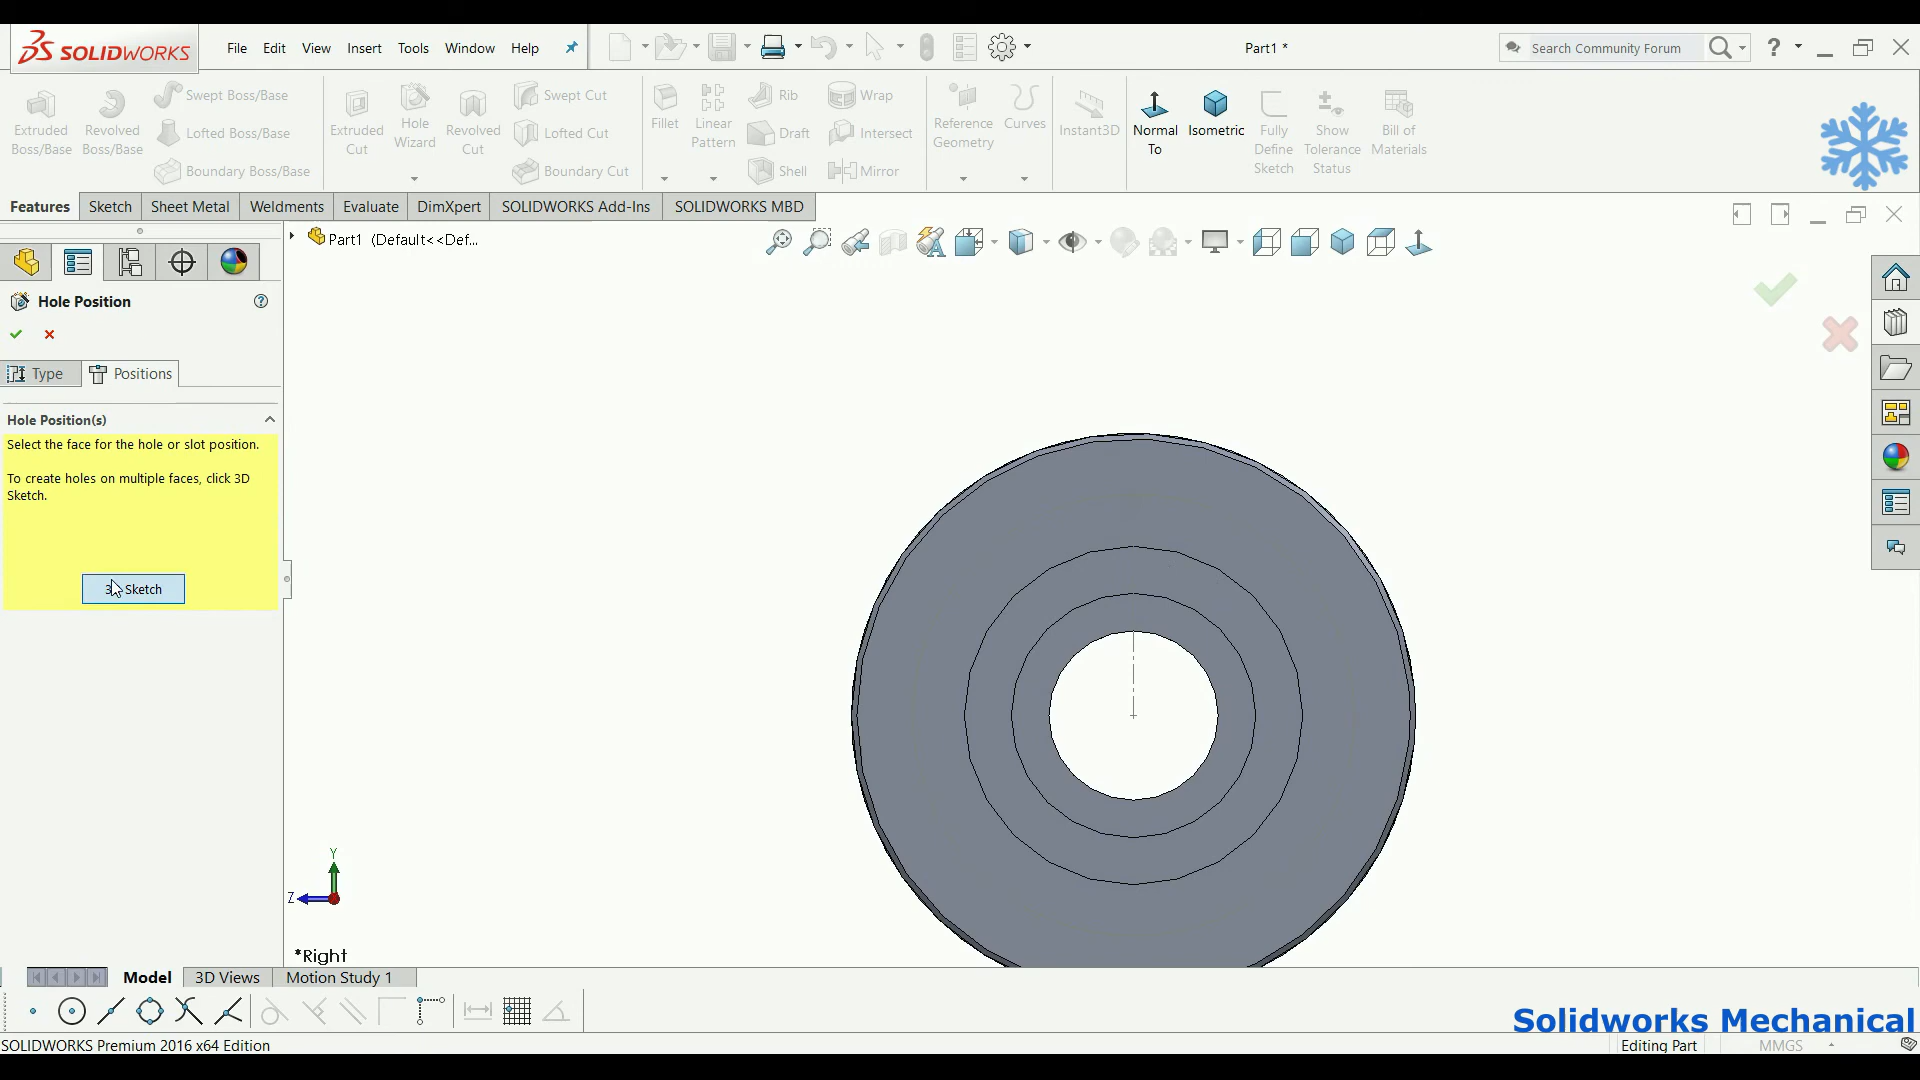 SOLIDWORKS
File Edit View Insert Tools Window Help
Part1 *
Search Community Forum
Extruded Boss/Base
Revolved Boss/Base
Swept Boss/Base
Lofted Boss/Base
Boundary Boss/Base
Extruded Cut
Hole Wizard
Revolved Cut
Swept Cut
Lofted Cut
Boundary Cut
Fillet
Linear Pattern
Rib
Draft
Shell
Wrap
Intersect
Mirror
Reference Geometry
Curves
Instant3D
Normal To
Isometric
Fully Define Sketch
Show Tolerance Status
Bill of Materials
Features Sketch Sheet Metal Weldments Evaluate DimXpert SOLIDWORKS Add-Ins SOLIDWORKS MBD
Part1 (Default<<Def...
Hole Position
Type Positions
Hole Position(s)
Select the face for the hole or slot position.
To create holes on multiple faces, click 3D
Sketch.
Sketch
Y
Z
*Right
Model 3D Views Motion Study 1
Solidworks Mechanical
SOLIDWORKS Premium 2016 x64 Edition
Editing Part
MMGS